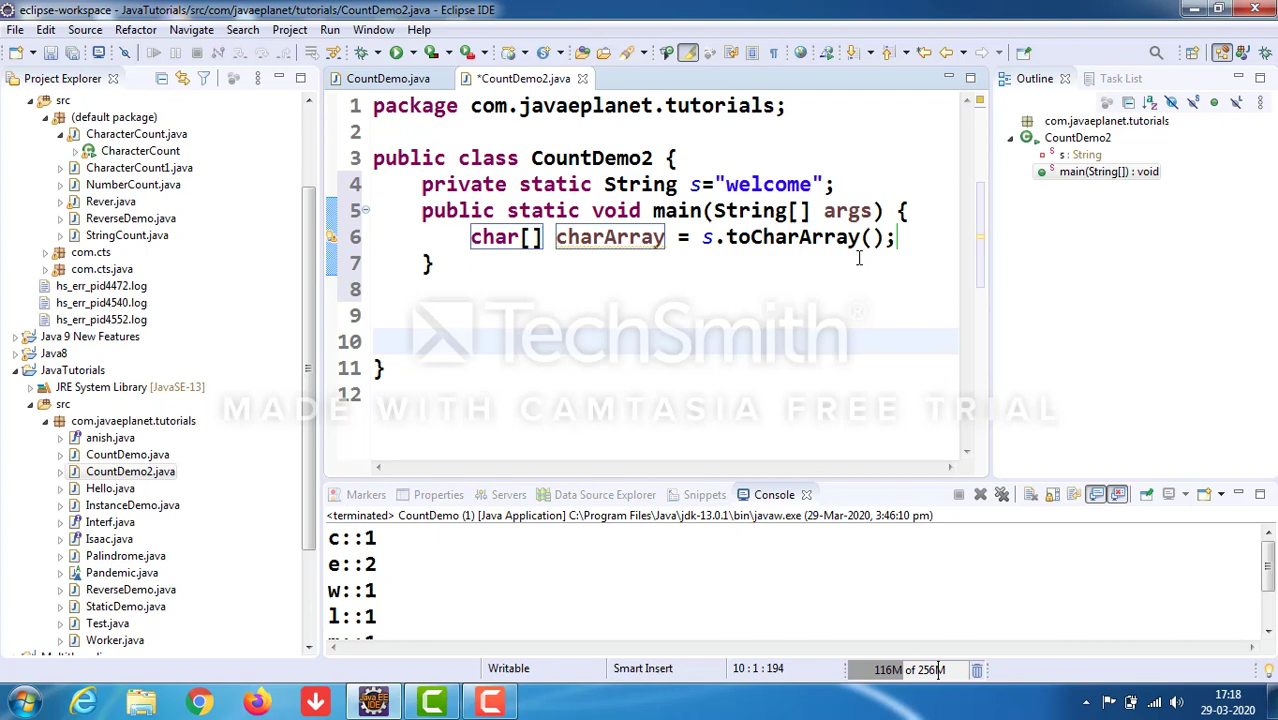 eclipse-workspace - JavaTutorials/src/com/javaeplanet/tutorials/CountDemo2.java - Eclipse IDE
File Edit Source Refactor Navigate Search Project Run Window Help
Project Explorer
CountDemo.java *CountDemo2.java
Outline Task List
src
(default package)
CharacterCount.java
CharacterCount
CharacterCount1.java
NumberCount.java
Rever.java
ReverseDemo.java
StringCount.java
com.cts
com.cts.java
hs_err_pid4472.log
hs_err_pid4540.log
hs_err_pid4552.log
Java 9 New Features
Java8
JavaTutorials
JRE System Library [JavaSE-13]
src
com.javaeplanet.tutorials
anish.java
CountDemo.java
CountDemo2.java
Hello.java
InstanceDemo.java
Interf.java
Isaac.java
Palindrome.java
Pandemic.java
ReverseDemo.java
StaticDemo.java
Test.java
Worker.java
1 package com.javaeplanet.tutorials;
2
3 public class CountDemo2 {
4 private static String s="welcome";
5 public static void main(String[] args) {
6 char[] charArray = s.toCharArray();
7 }
8
9
10
11 }
12
TechSmith®
MADE WITH CAMTASIA FREE TRIAL
com.javaeplanet.tutorials
CountDemo2
s : String
main(String[]) : void
Markers Properties Servers Data Source Explorer Snippets Console
<terminated> CountDemo (1) [Java Application] C:\Program Files\Java\jdk-13.0.1\bin\javaw.exe (29-Mar-2020, 3:46:10 pm)
c::1
e::2
w::1
l::1
Writable Smart Insert 10 : 1 : 194 116M of 256M
17:18
29-03-2020